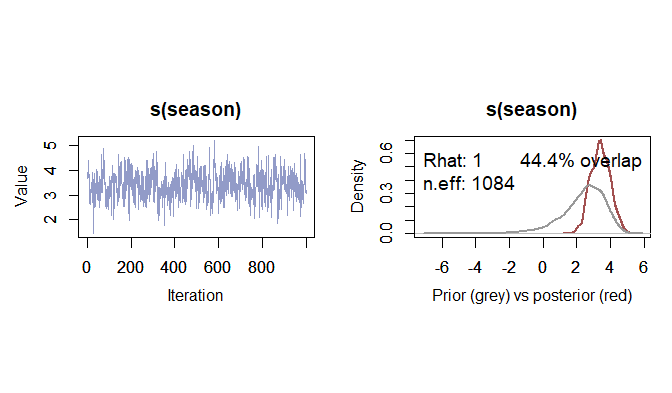 s(season)
Value
5
4
3
2
0 200 400 600 800
Iteration
s(season)
Density
0.6
0.3
0.0
Rhat: 1 44.4% overlap
n.eff: 1084
-6 -4 -2 0 2 4 6
Prior (grey) vs posterior (red)